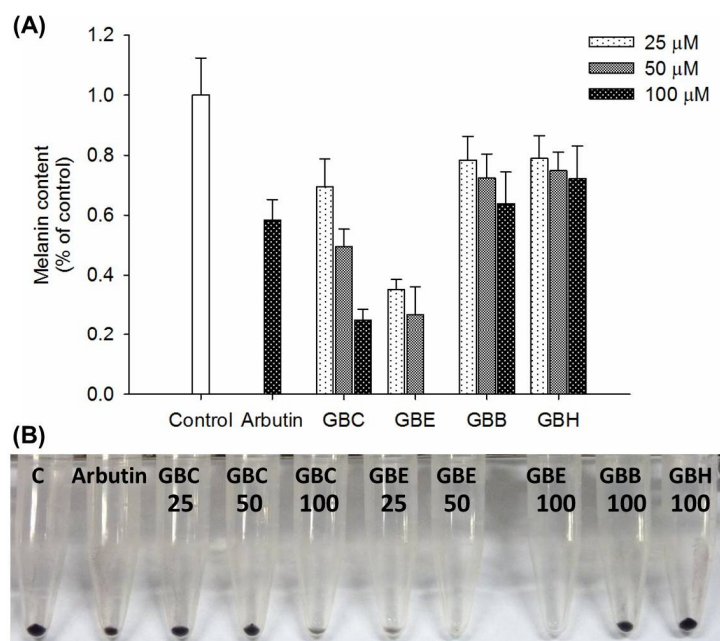 (A)
1.2
1.0
0.8
0.6
0.4
0.2
0.0
Melanin content
(% of control)
25 μM
50 μM
100 μM
Control Arbutin GBC GBE GBB GBH
(B)
C Arbutin GBC GBC GBC GBE GBE GBE GBB GBH
25 50 100 25 50 100 100 100